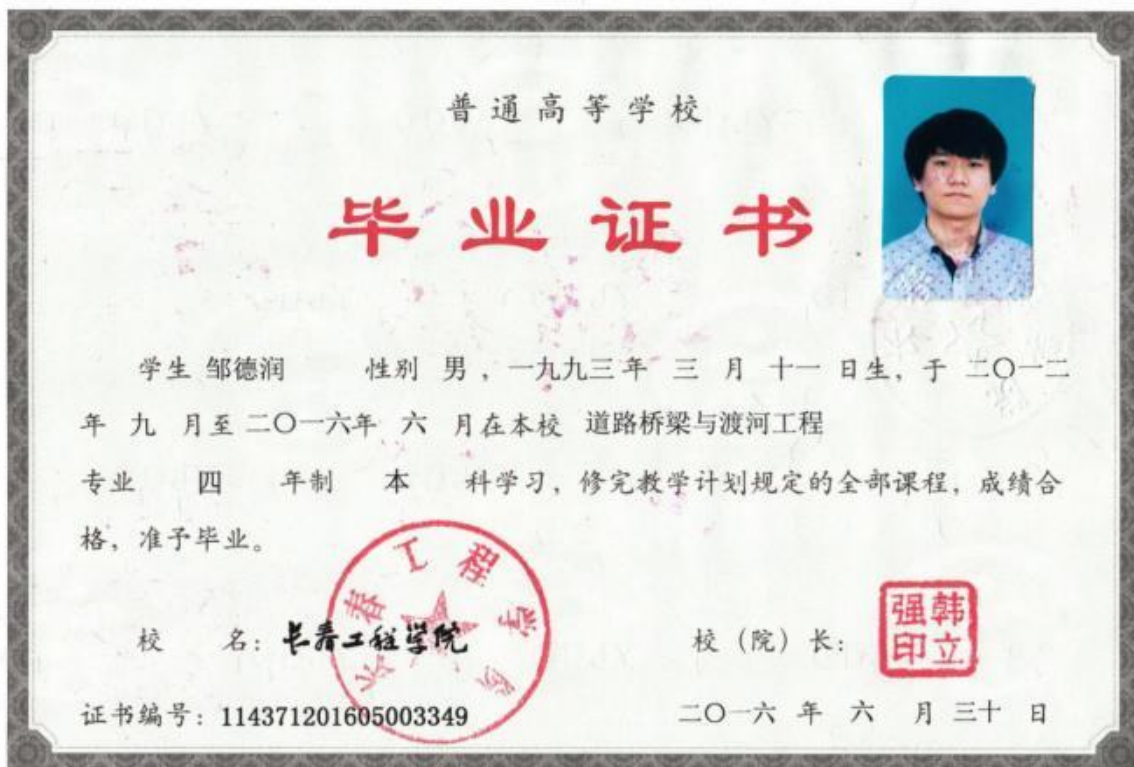 普通高等学校
毕业证书
学生 邹德润 性别 男，一九九三年 三 月 十一 日生，于 二〇一二
年 九 月至 二〇一六年 六 月在本校 道路桥梁与渡河工程
专业 四 年制 本 科学习，修完教学计划规定的全部课程，成绩合
格，准予毕业。
长春工程学院
校 名：长春工程学院
校（院）长：
韩立强印
证书编号：114371201605003349
二〇一六 年 六 月 三十 日